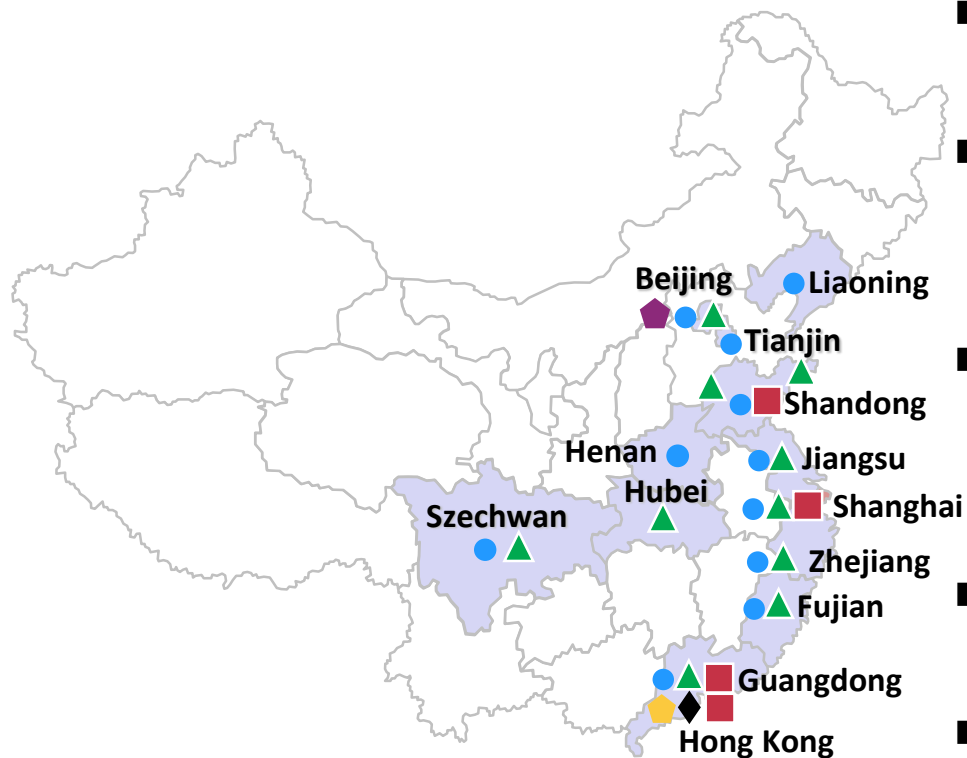 Beijing
Liaoning
Tianjin
Shandong
Henan
Jiangsu
Hubei
Shanghai
Szechwan
Zhejiang
Fujian
Guangdong
Hong Kong